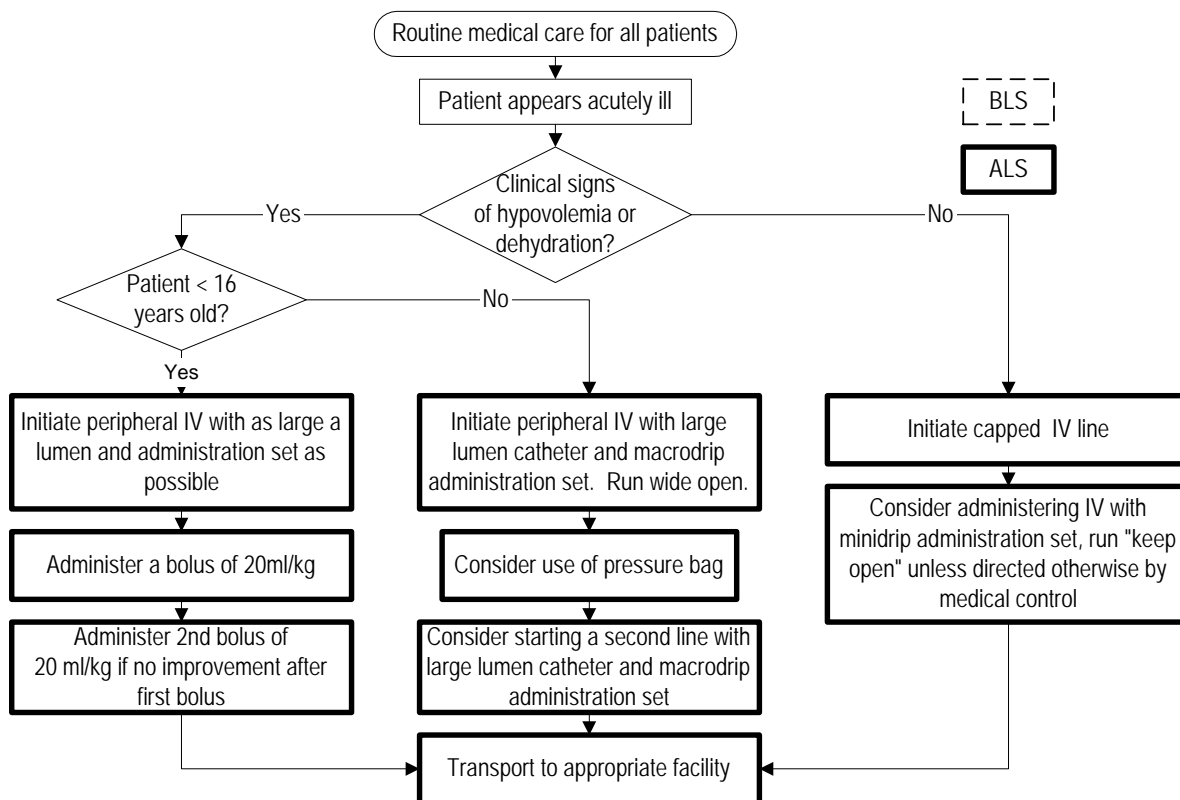 Routine medical care for all patients
Patient appears acutely ill
BLS
ALS
Clinical signs
of hypovolemia or
dehydration?
Yes
No
Patient < 16
years old?
No
Yes
Initiate peripheral IV with as large a
lumen and administration set as
possible
Administer a bolus of 20ml/kg
Administer 2nd bolus of
20 ml/kg if no improvement after
first bolus
Initiate peripheral IV with large
lumen catheter and macrodrip
administration set. Run wide open.
Consider use of pressure bag
Consider starting a second line with
large lumen catheter and macrodrip
administration set
Initiate capped IV line
Consider administering IV with
minidrip administration set, run "keep
open" unless directed otherwise by
medical control
Transport to appropriate facility